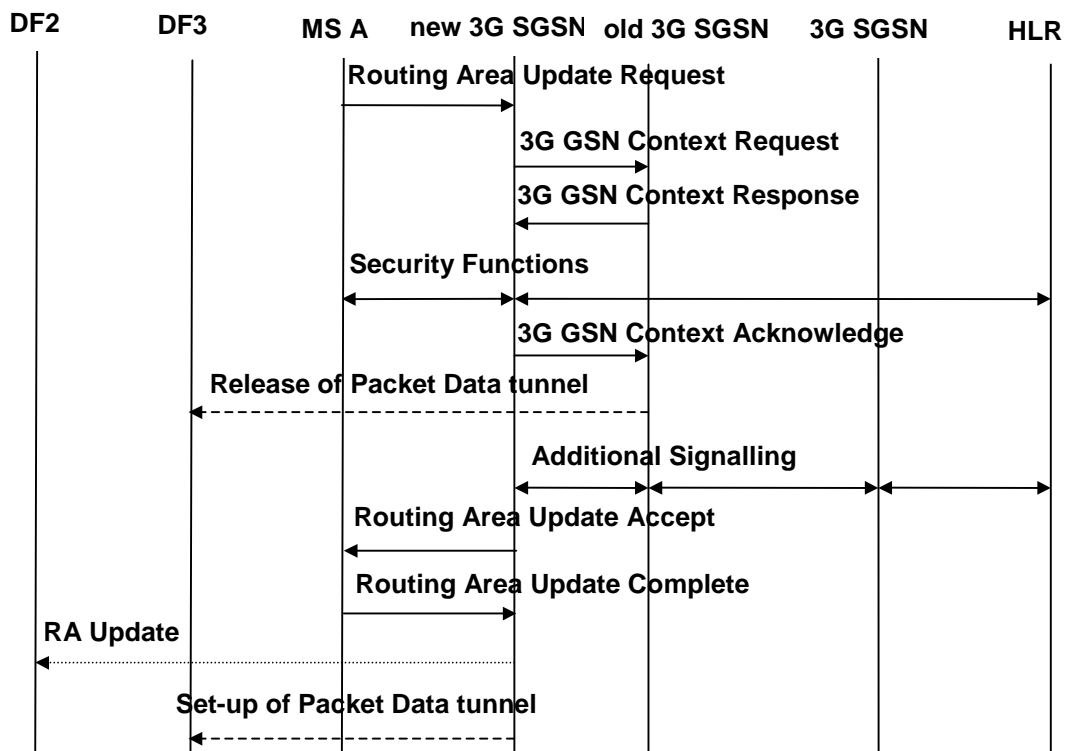 DF2 DF3 MS A new 3G SGSN old 3G SGSN 3G SGSN HLR
Routing Area Update Request
3G GSN Context Request
3G GSN Context Response
Security Functions
3G GSN Context Acknowledge
Release of Packet Data tunnel
Additional Signalling
Routing Area Update Accept
Routing Area Update Complete
RA Update
Set-up of Packet Data tunnel